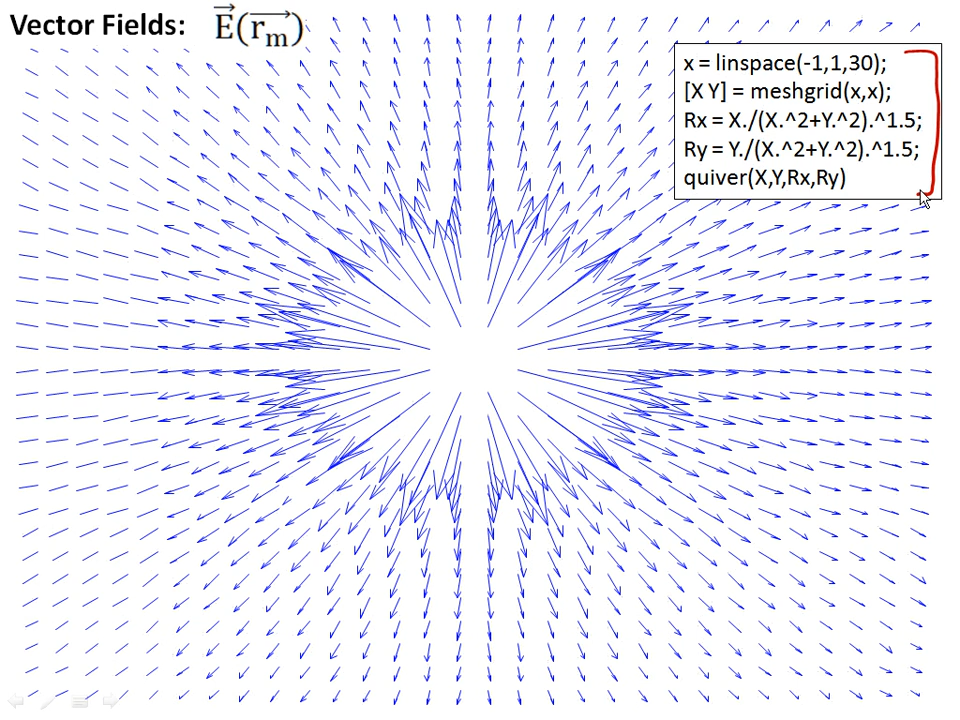 Vector Fields: E⃗(r⃗ₘ)
x = linspace(-1,1,30);
[X Y] = meshgrid(x,x);
Rx = X./(X.^2+Y.^2).^1.5;
Ry = Y./(X.^2+Y.^2).^1.5;
quiver(X,Y,Rx,Ry)